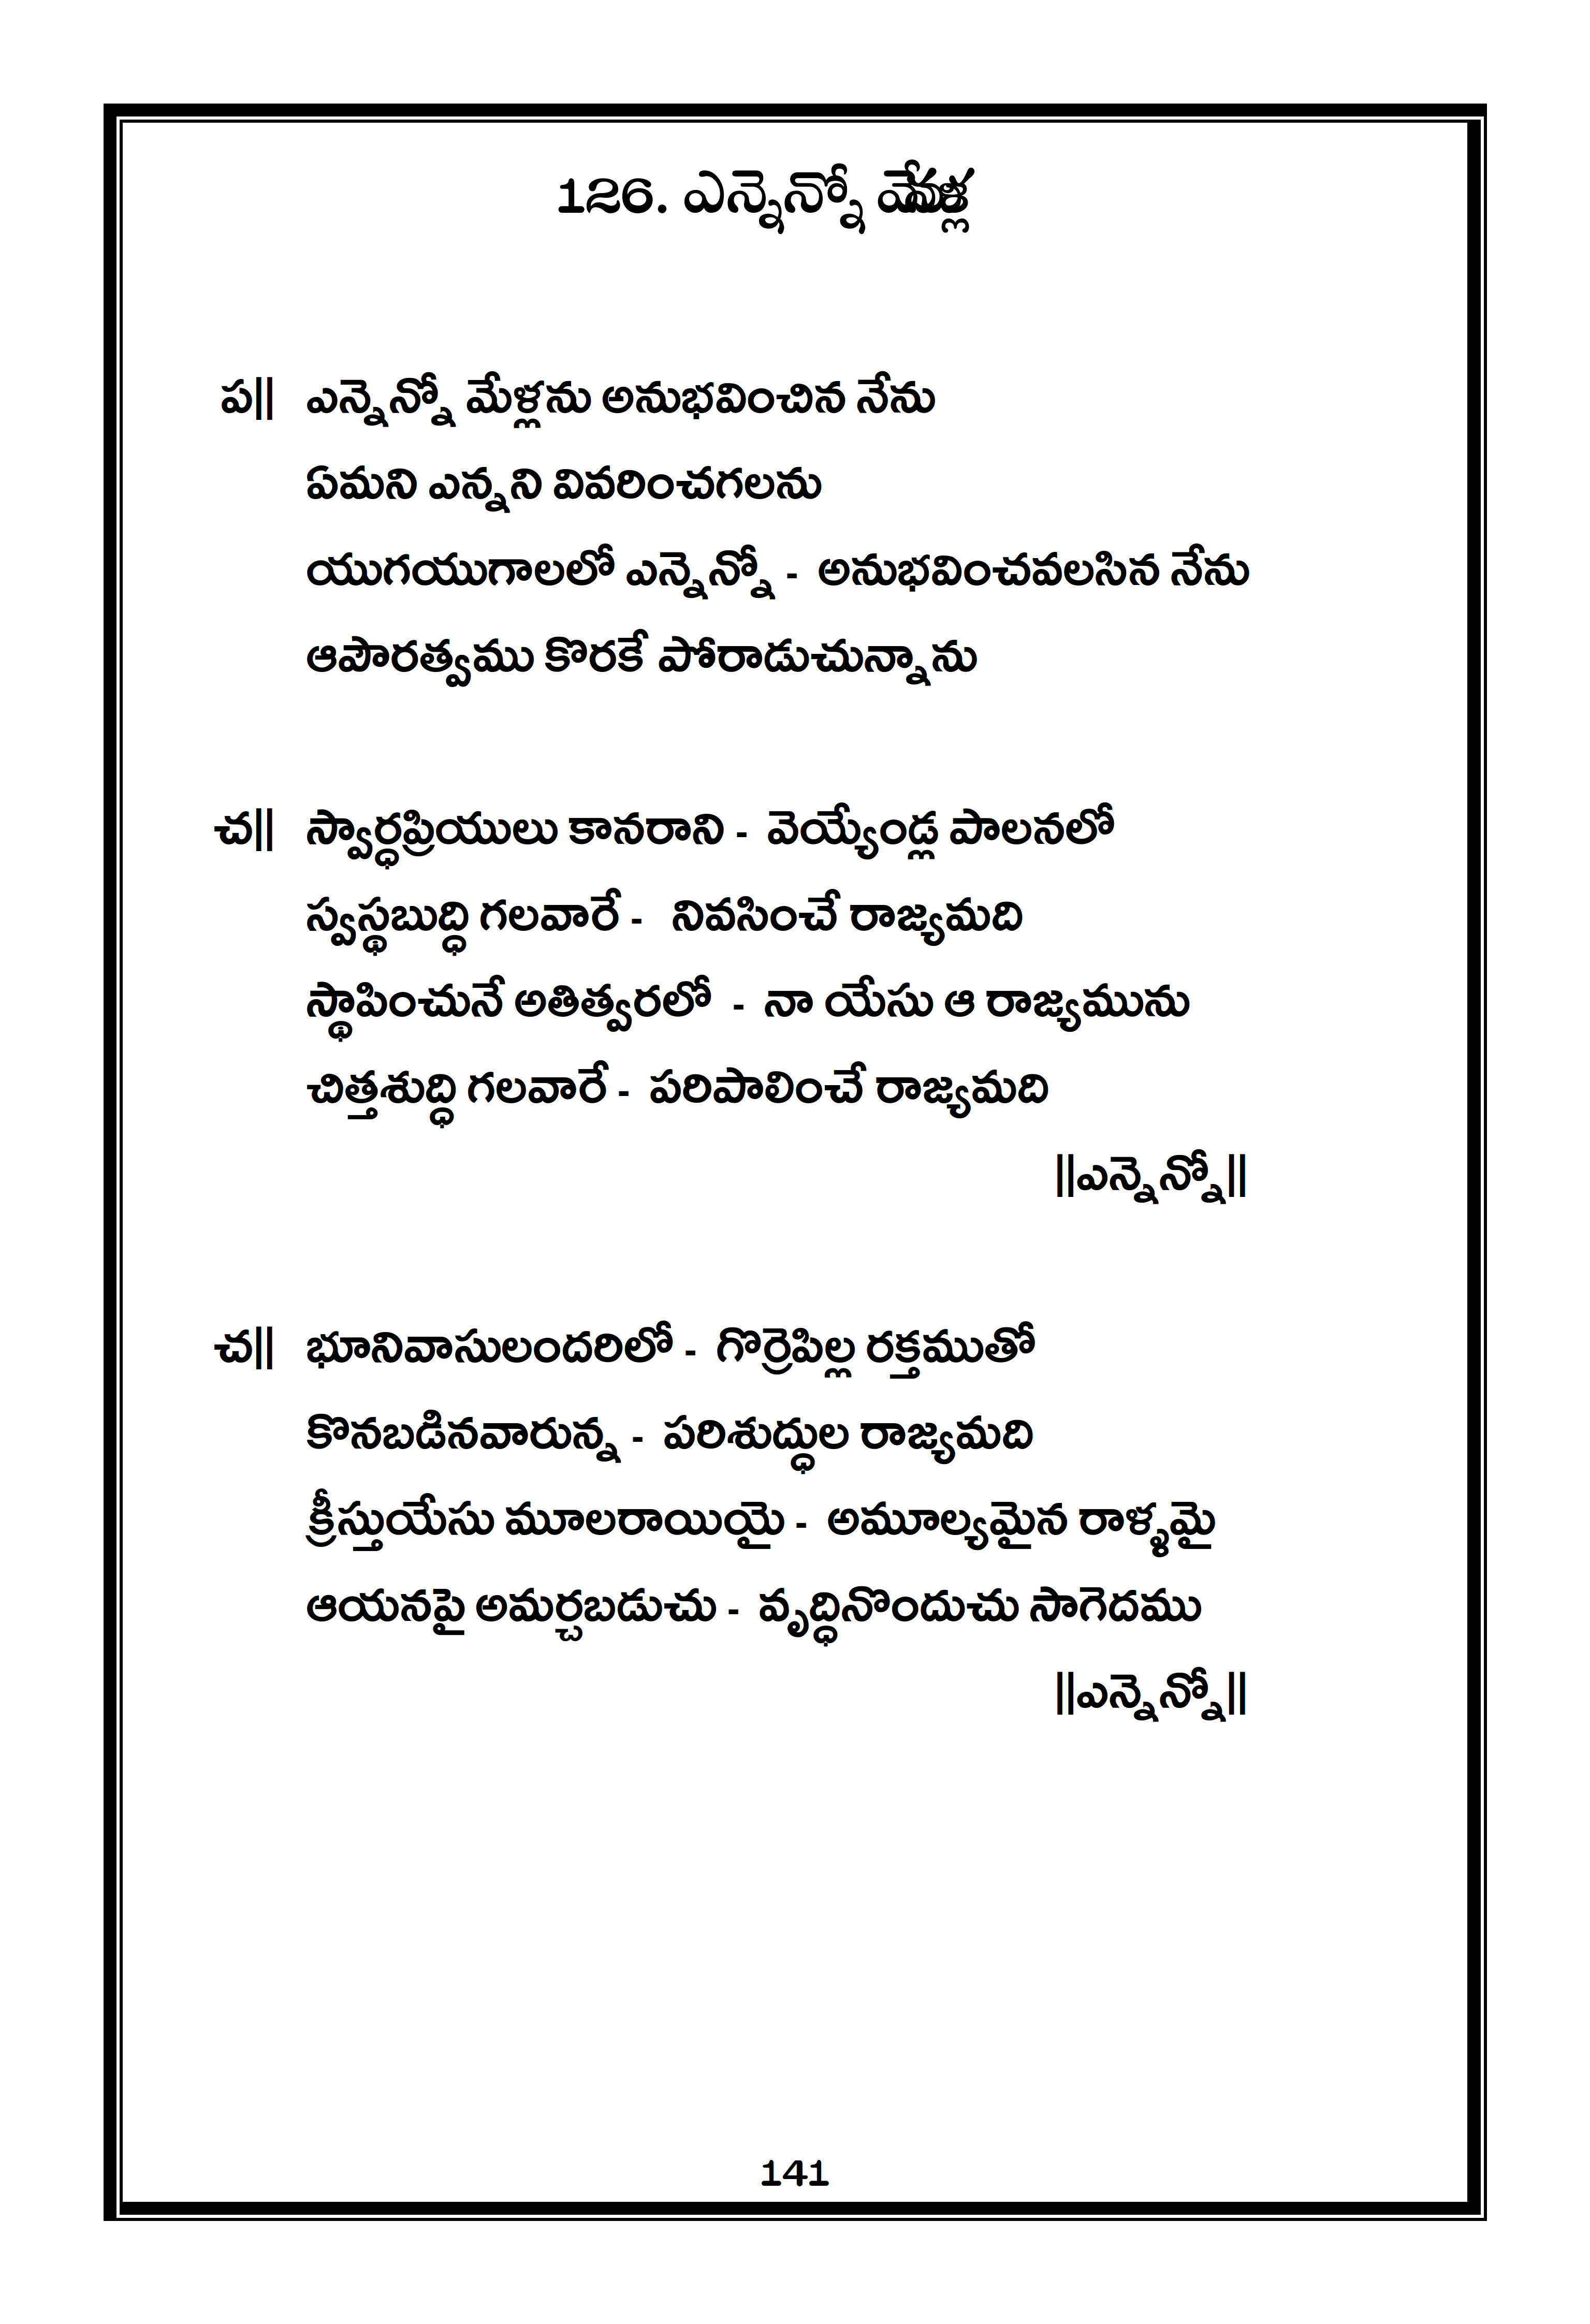 126. ఎన్నెన్నో
ప|| ఎన్నెన్నో మేళ్లను అనుభవించిన నేను
ఏమని ఎన్నని వివరించగలను
యుగయుగాలలో ఎన్నెన్నో - అనుభవించవలసిన నేను
ఆపౌరత్వము కొరకే పోరాడుచున్నాను
చ|| స్వార్ధప్రియులు కానరాని - వెయ్యేండ్ల పాలనలో
స్వస్థబుద్ధి గలవారే - నివసించే రాజ్యమది
స్థాపించునే అతిత్వరలో - నా యేసు ఆ రాజ్యమును
చిత్తశుద్ధి గలవారే - పరిపాలించే రాజ్యమది
||ఎన్నెన్నో||
చ|| భూనివాసులందరిలో - గొర్రెపిల్ల రక్తముతో
కొనబడినవారున్న - పరిశుద్ధుల రాజ్యమది
క్రీస్తుయేసు మూలరాయియై - అమూల్యమైన రాళ్ళమై
ఆయనపై అమర్చబడుచు - వృద్ధినొందుచు సాగెదము
||ఎన్నెన్నో||
141